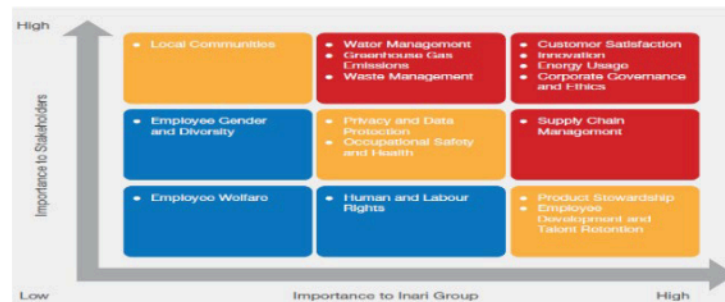 High
Importance to Stakeholders
• Local Communities
• Water Management
• Greenhouse Gas
Emissions
• Waste Management
• Customer Satisfaction
• Innovation
• Energy Usage
• Corporate Governance
and Ethics
• Employee Gender
and Diversity
• Privacy and Data
Protection
• Occupational Safety
and Health
• Supply Chain
Management
• Employee Welfare
• Human and Labour
Rights
• Product Stewardship
• Employee
Development and
Talent Retention
Low
Importance to Inari Group
High